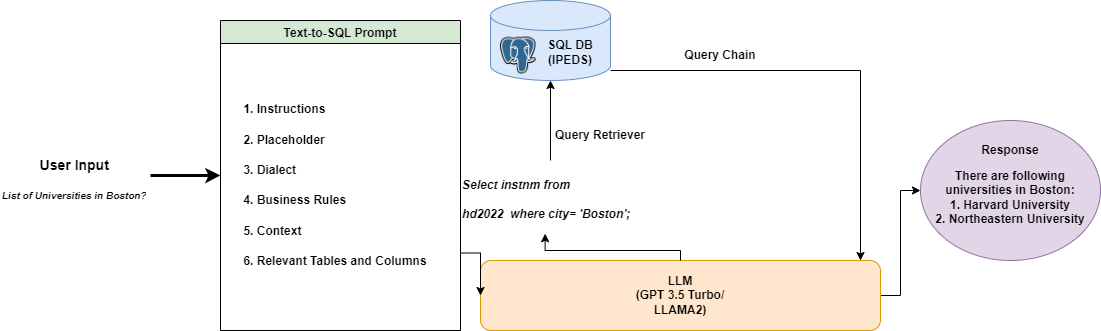 Text-to-SQL Prompt
1. Instructions
2. Placeholder
3. Dialect
4. Business Rules
5. Context
6. Relevant Tables and Columns
User Input
List of Universities in Boston?
SQL DB
(IPEDS)
Query Chain
Query Retriever
Select instnm from
hd2022 where city= 'Boston';
LLM
(GPT 3.5 Turbo/
LLAMA2)
Response
There are following
universities in Boston:
1. Harvard University
2. Northeastern University